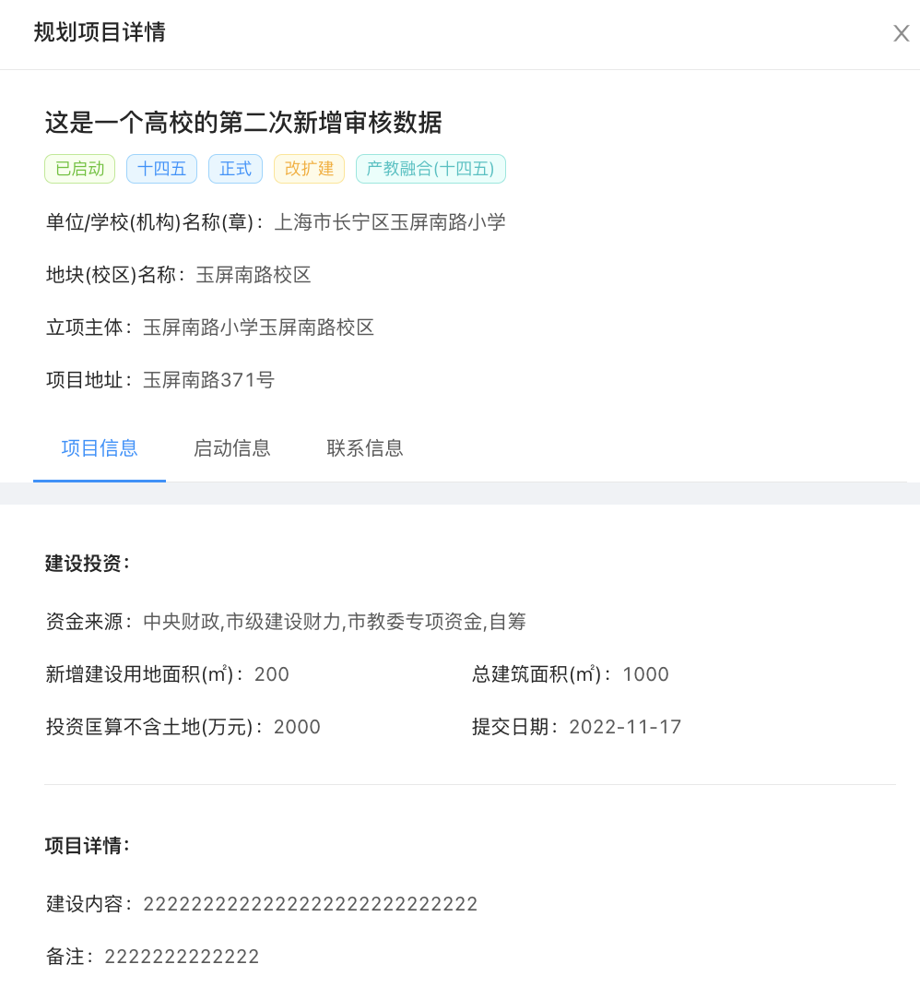 规划项目详情
这是一个高校的第二次新增审核数据
已启动 十四五 正式 改扩建 产教融合(十四五)
单位/学校(机构)名称(章)： 上海市长宁区玉屏南路小学
地块(校区)名称： 玉屏南路校区
立项主体： 玉屏南路小学玉屏南路校区
项目地址： 玉屏南路371号
项目信息 启动信息 联系信息
建设投资：
资金来源： 中央财政,市级建设财力,市教委专项资金,自筹
新增建设用地面积(㎡)： 200 总建筑面积(㎡)： 1000
投资匡算不含土地(万元)： 2000 提交日期： 2022-11-17
项目详情：
建设内容： 2222222222222222222222222222
备注： 2222222222222